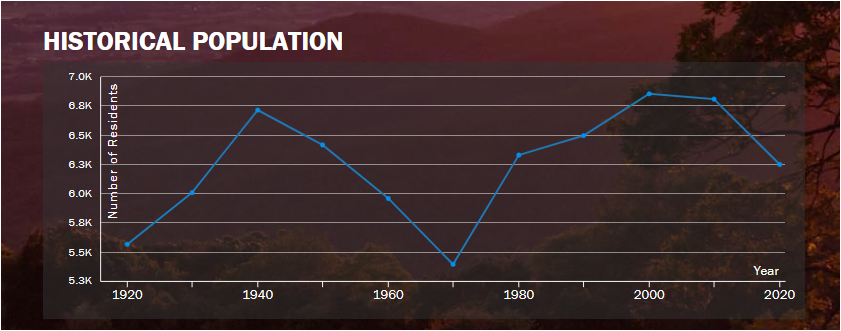 HISTORICAL POPULATION
7.0K
6.8K
6.5K
6.3K
6.0K
5.8K
5.5K
5.3K
Number of Residents
Year
1920 1940 1960 1980 2000 2020